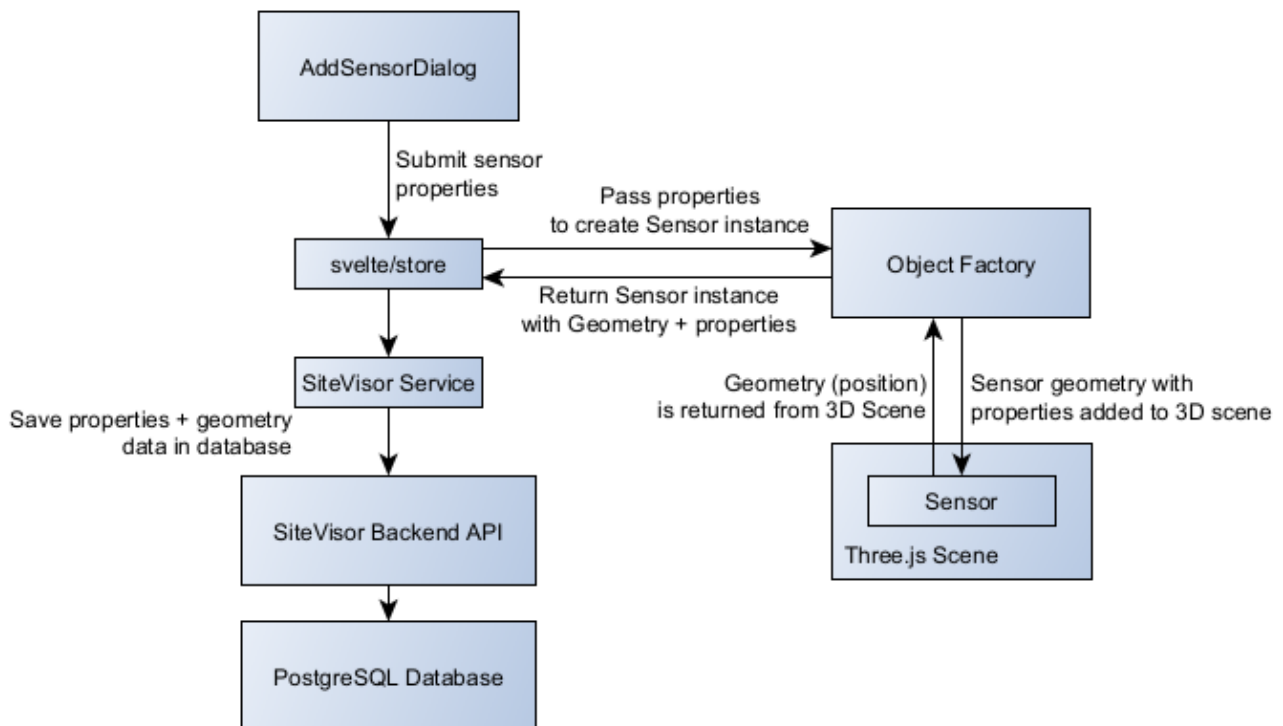 AddSensorDialog
Submit sensor
properties
Pass properties
to create Sensor instance
svelte/store
Object Factory
Return Sensor instance
with Geometry + properties
SiteVisor Service
Geometry (position)
is returned from 3D Scene
Sensor geometry with
properties added to 3D scene
Save properties + geometry
data in database
SiteVisor Backend API
Sensor
Three.js Scene
PostgreSQL Database